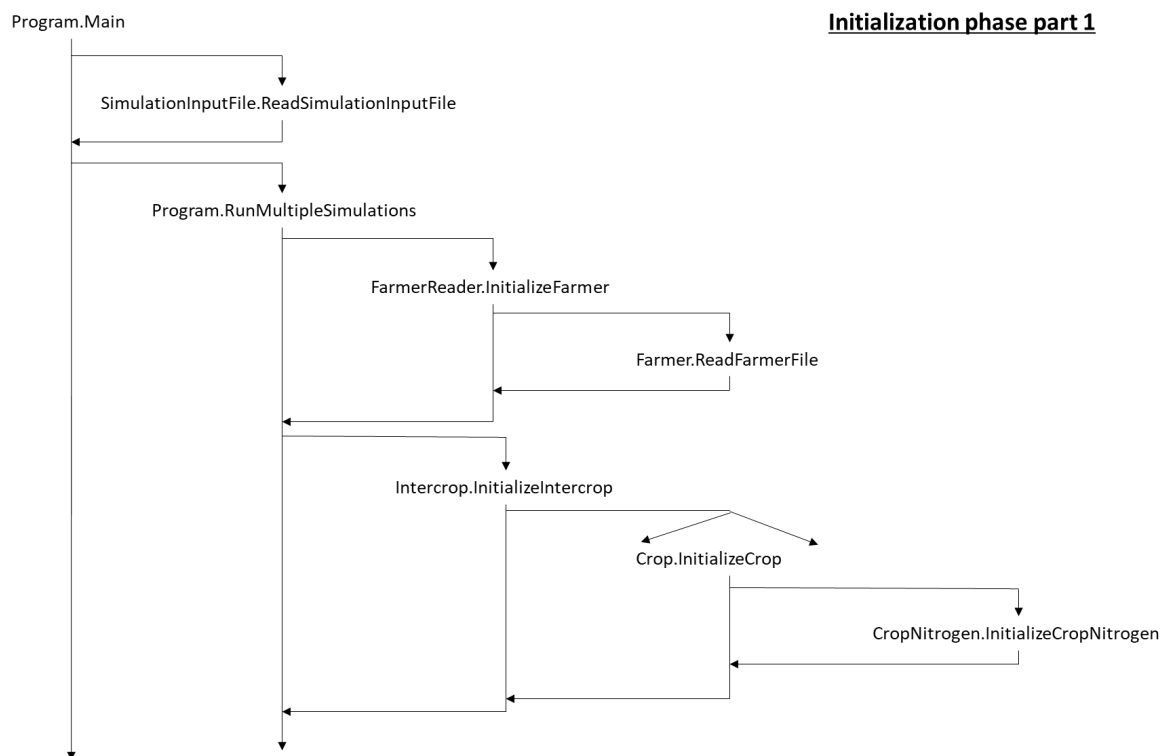 Program.Main
Initialization phase part 1
SimulationInputFile.ReadSimulationInputFile
Program.RunMultipleSimulations
FarmerReader.InitializeFarmer
Farmer.ReadFarmerFile
Intercrop.InitializeIntercrop
Crop.InitializeCrop
CropNitrogen.InitializeCropNitrogen